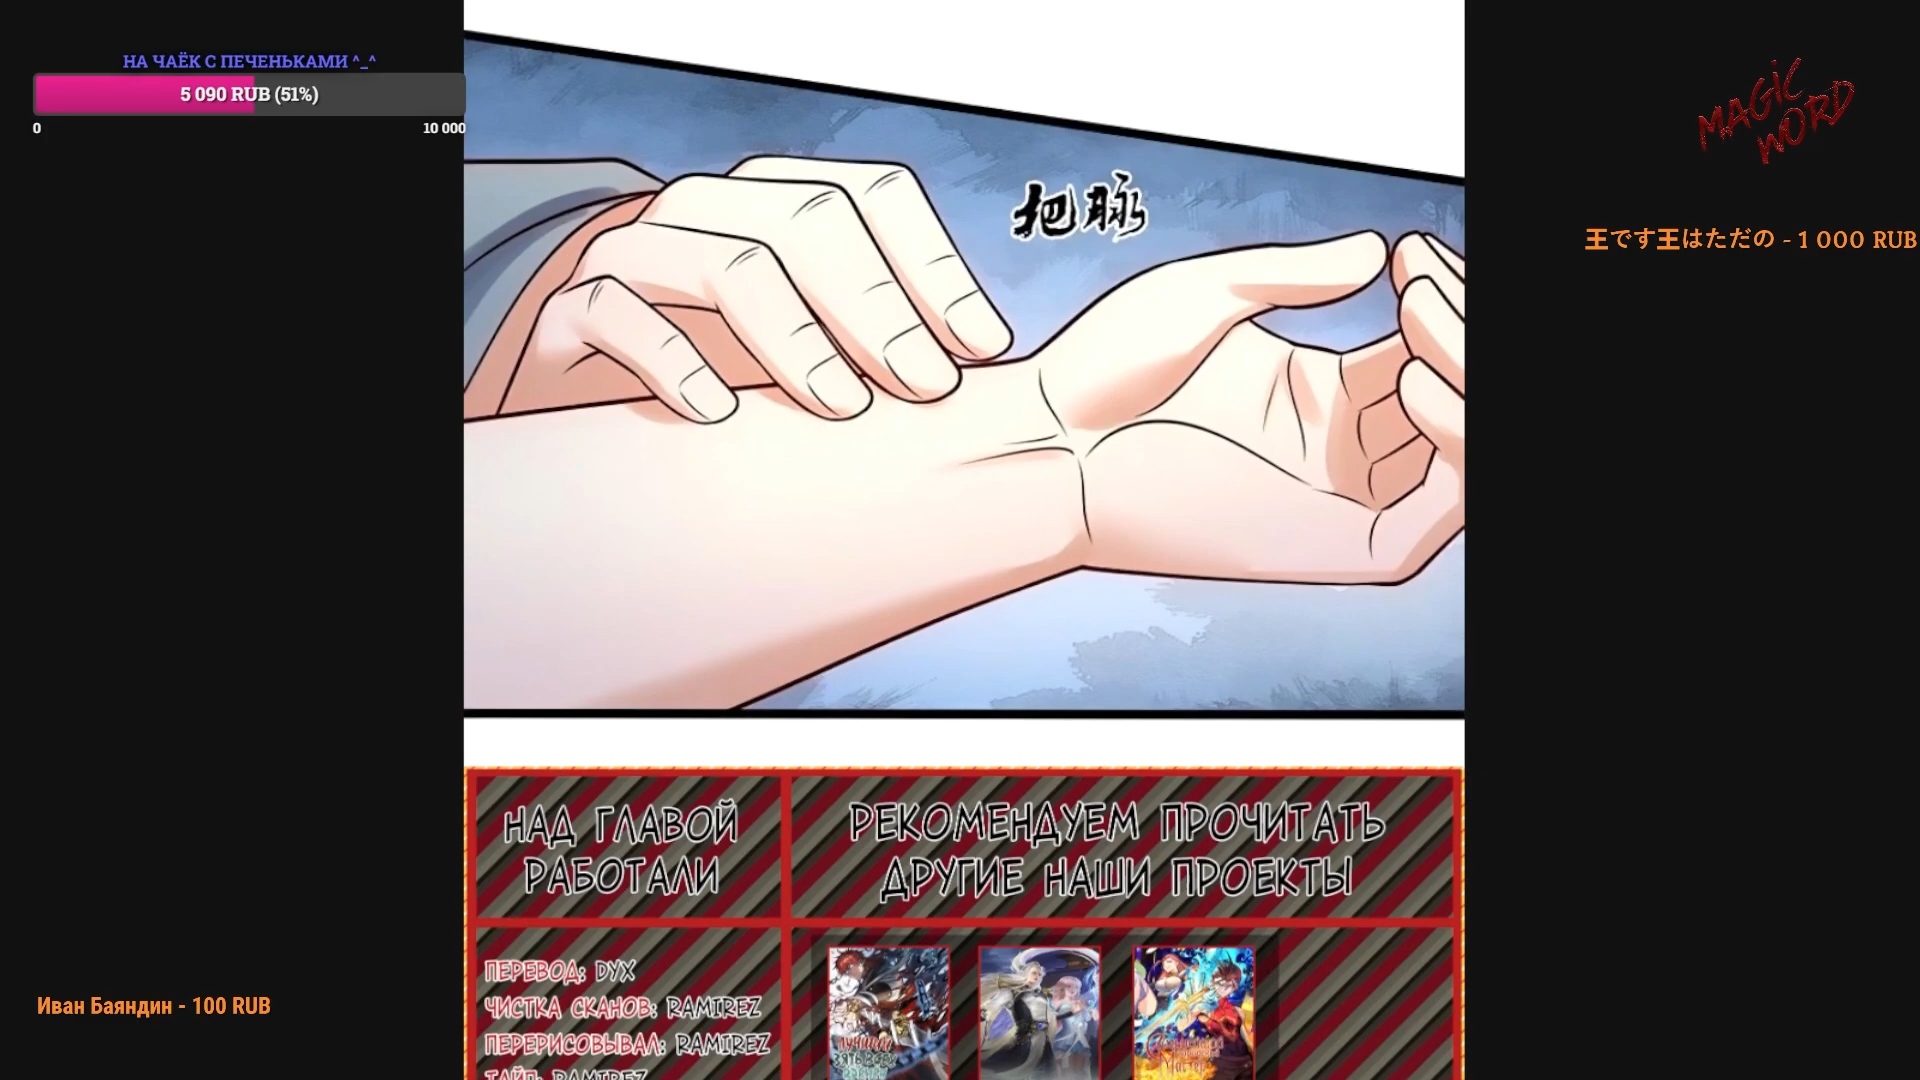 НА ЧАЁК С ПЕЧЕНЬКАМИ ^_^
5 090 RUB (51%)
0
10 000
MAGIC
WORD
王です王はただの - 1 000 RUB
把脉
НАД ГЛАВОЙ
РАБОТАЛИ
РЕКОМЕНДУЕМ ПРОЧИТАТЬ
ДРУГИЕ НАШИ ПРОЕКТЫ
ПЕРЕВОД: DYX
ЧИСТКА СКАНОВ: RAMIREZ
ПЕРЕРИСОВЫВАЛ: RAMIREZ
ТАЙП: RAMIREZ
Иван Баяндин - 100 RUB